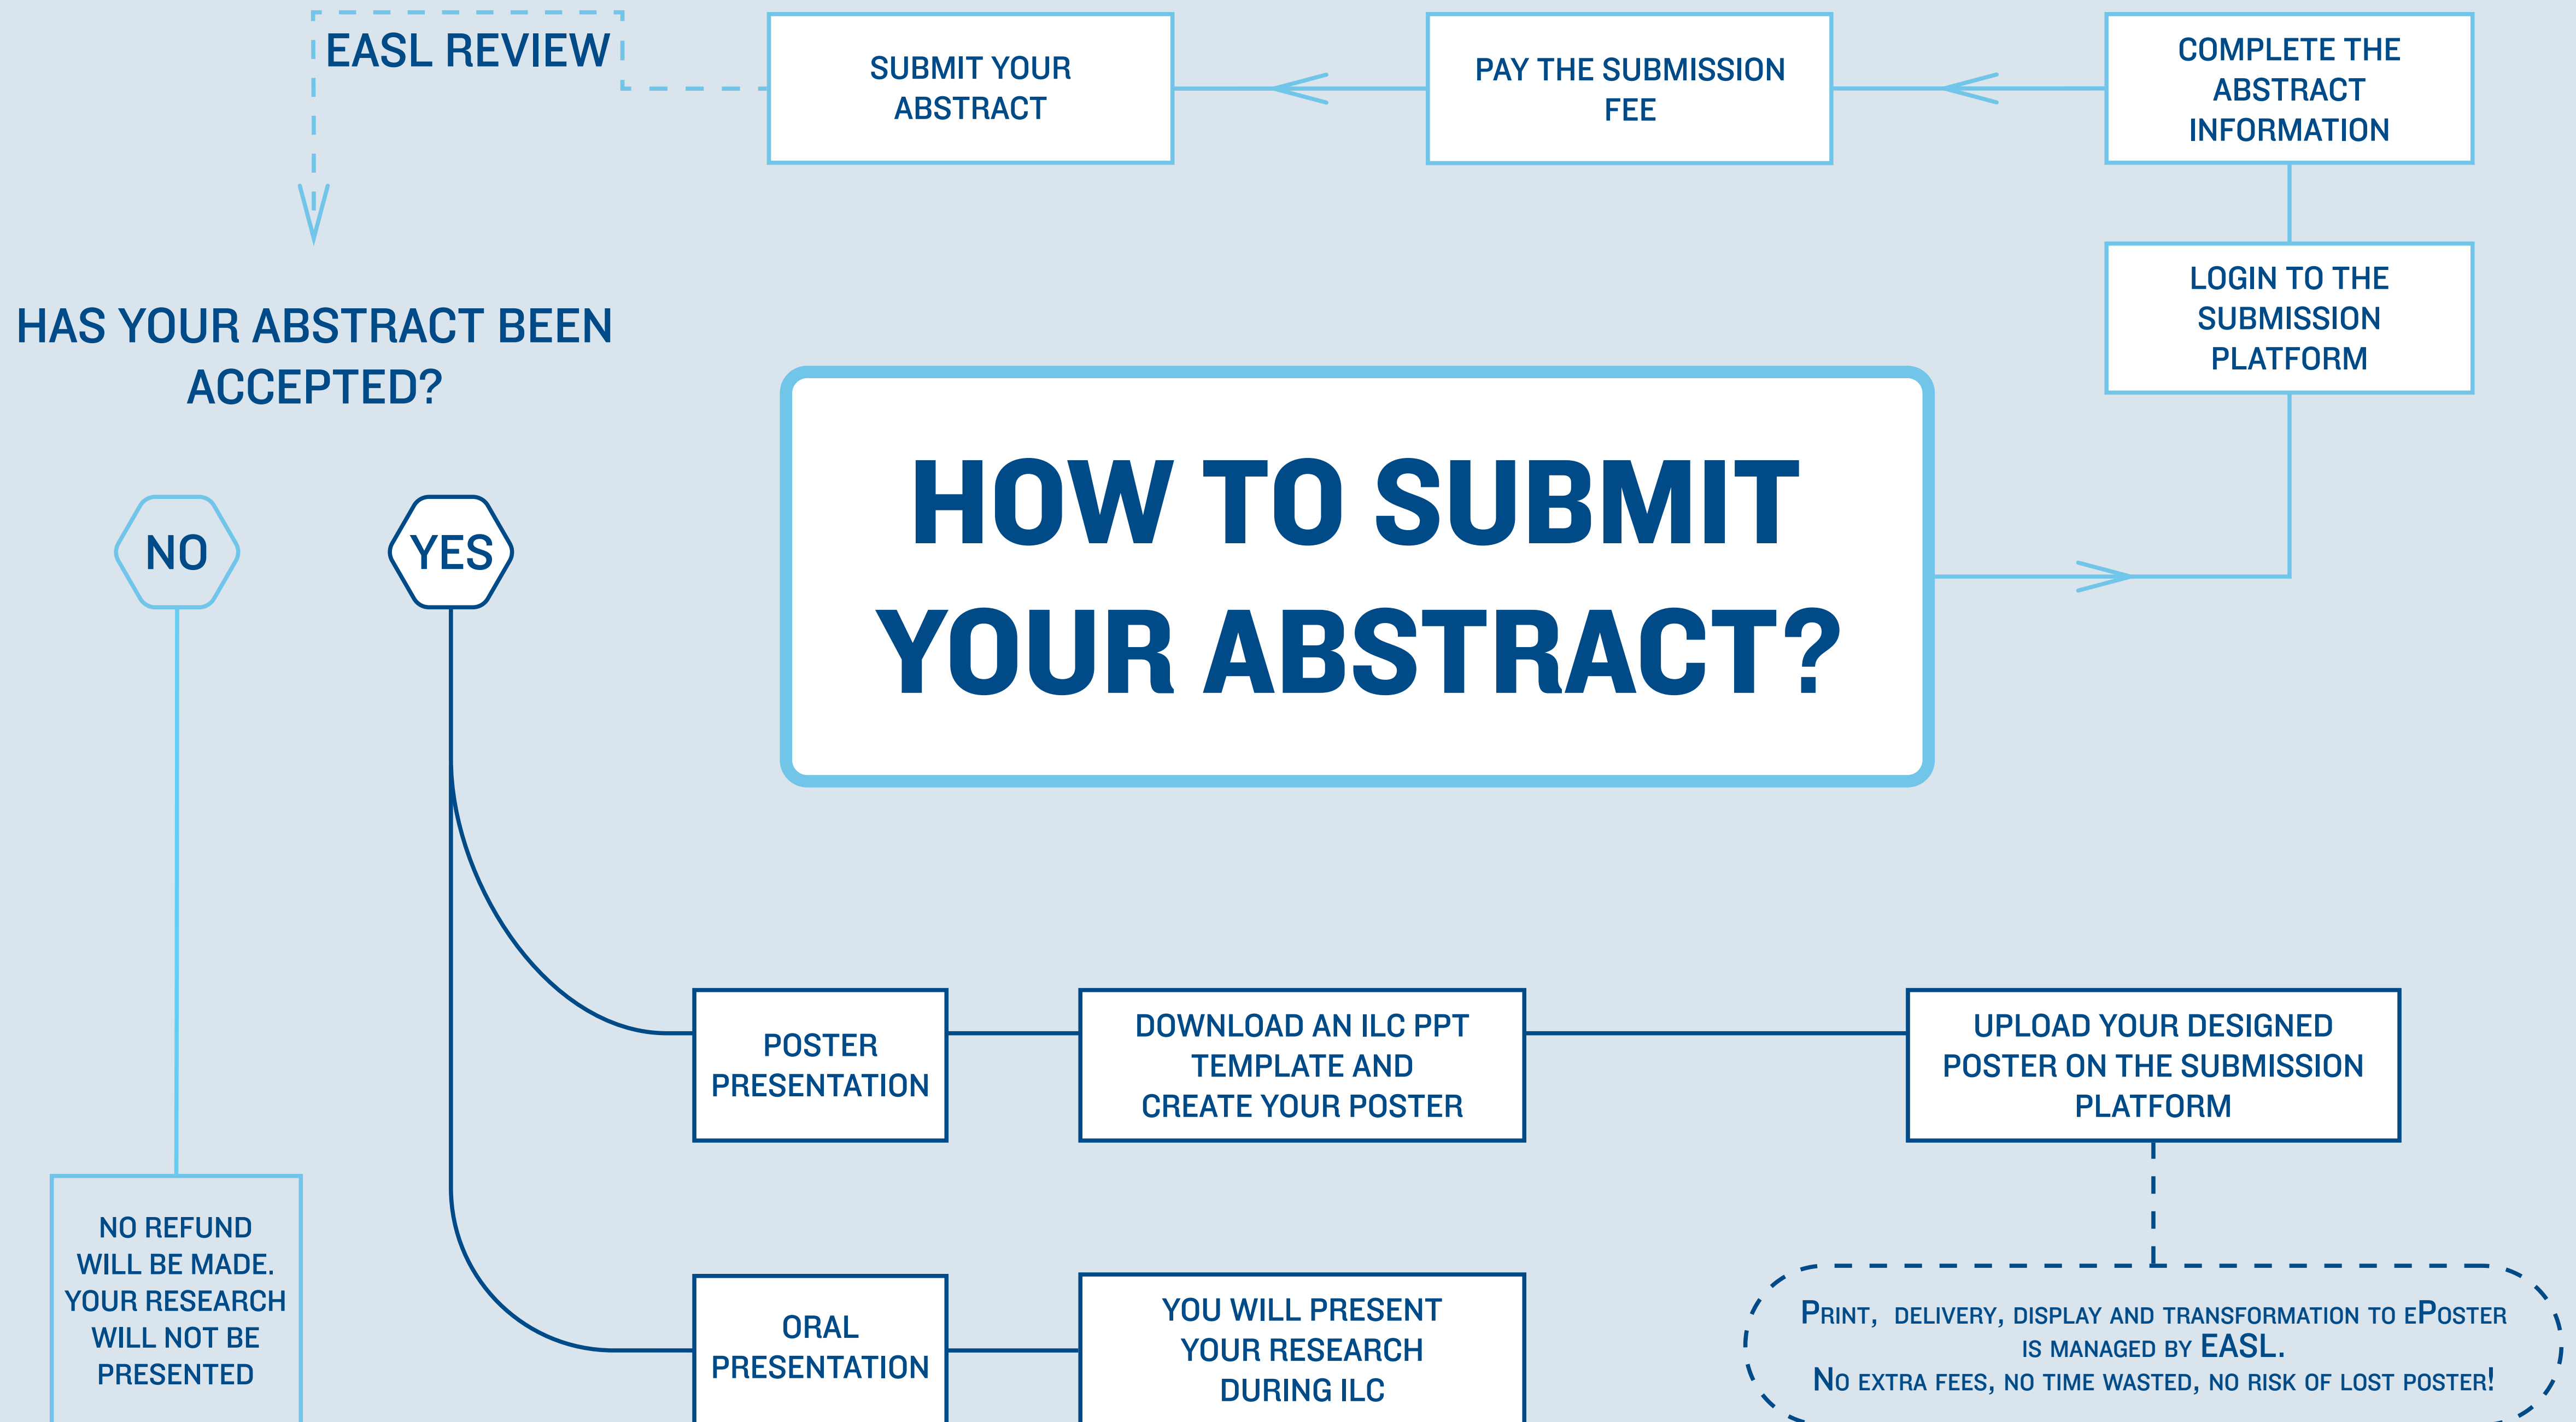 EASL REVIEW
SUBMIT YOUR
ABSTRACT
PAY THE SUBMISSION
FEE
COMPLETE THE
ABSTRACT
INFORMATION
LOGIN TO THE
SUBMISSION
PLATFORM
HAS YOUR ABSTRACT BEEN
ACCEPTED?
NO
YES
HOW TO SUBMIT
YOUR ABSTRACT?
POSTER
PRESENTATION
DOWNLOAD AN ILC PPT
TEMPLATE AND
CREATE YOUR POSTER
UPLOAD YOUR DESIGNED
POSTER ON THE SUBMISSION
PLATFORM
NO REFUND
WILL BE MADE.
YOUR RESEARCH
WILL NOT BE
PRESENTED
ORAL
PRESENTATION
YOU WILL PRESENT
YOUR RESEARCH
DURING ILC
Print, delivery, display and transformation to ePoster
is managed by EASL.
No extra fees, no time wasted, no risk of lost poster!